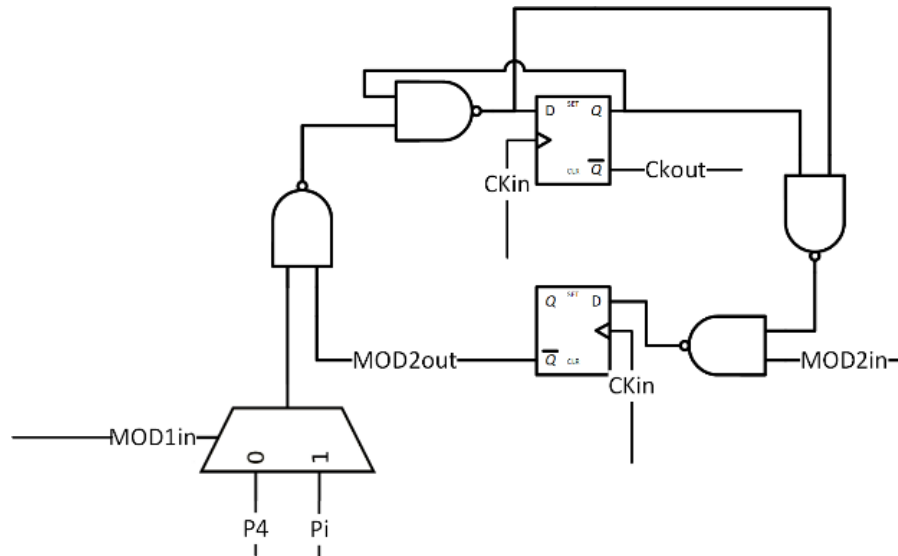 D SET Q
CLR Q
CKin
Ckout
Q SET D
Q CLR
MOD2out
MOD2in
CKin
MOD1in
0 1
P4 Pi